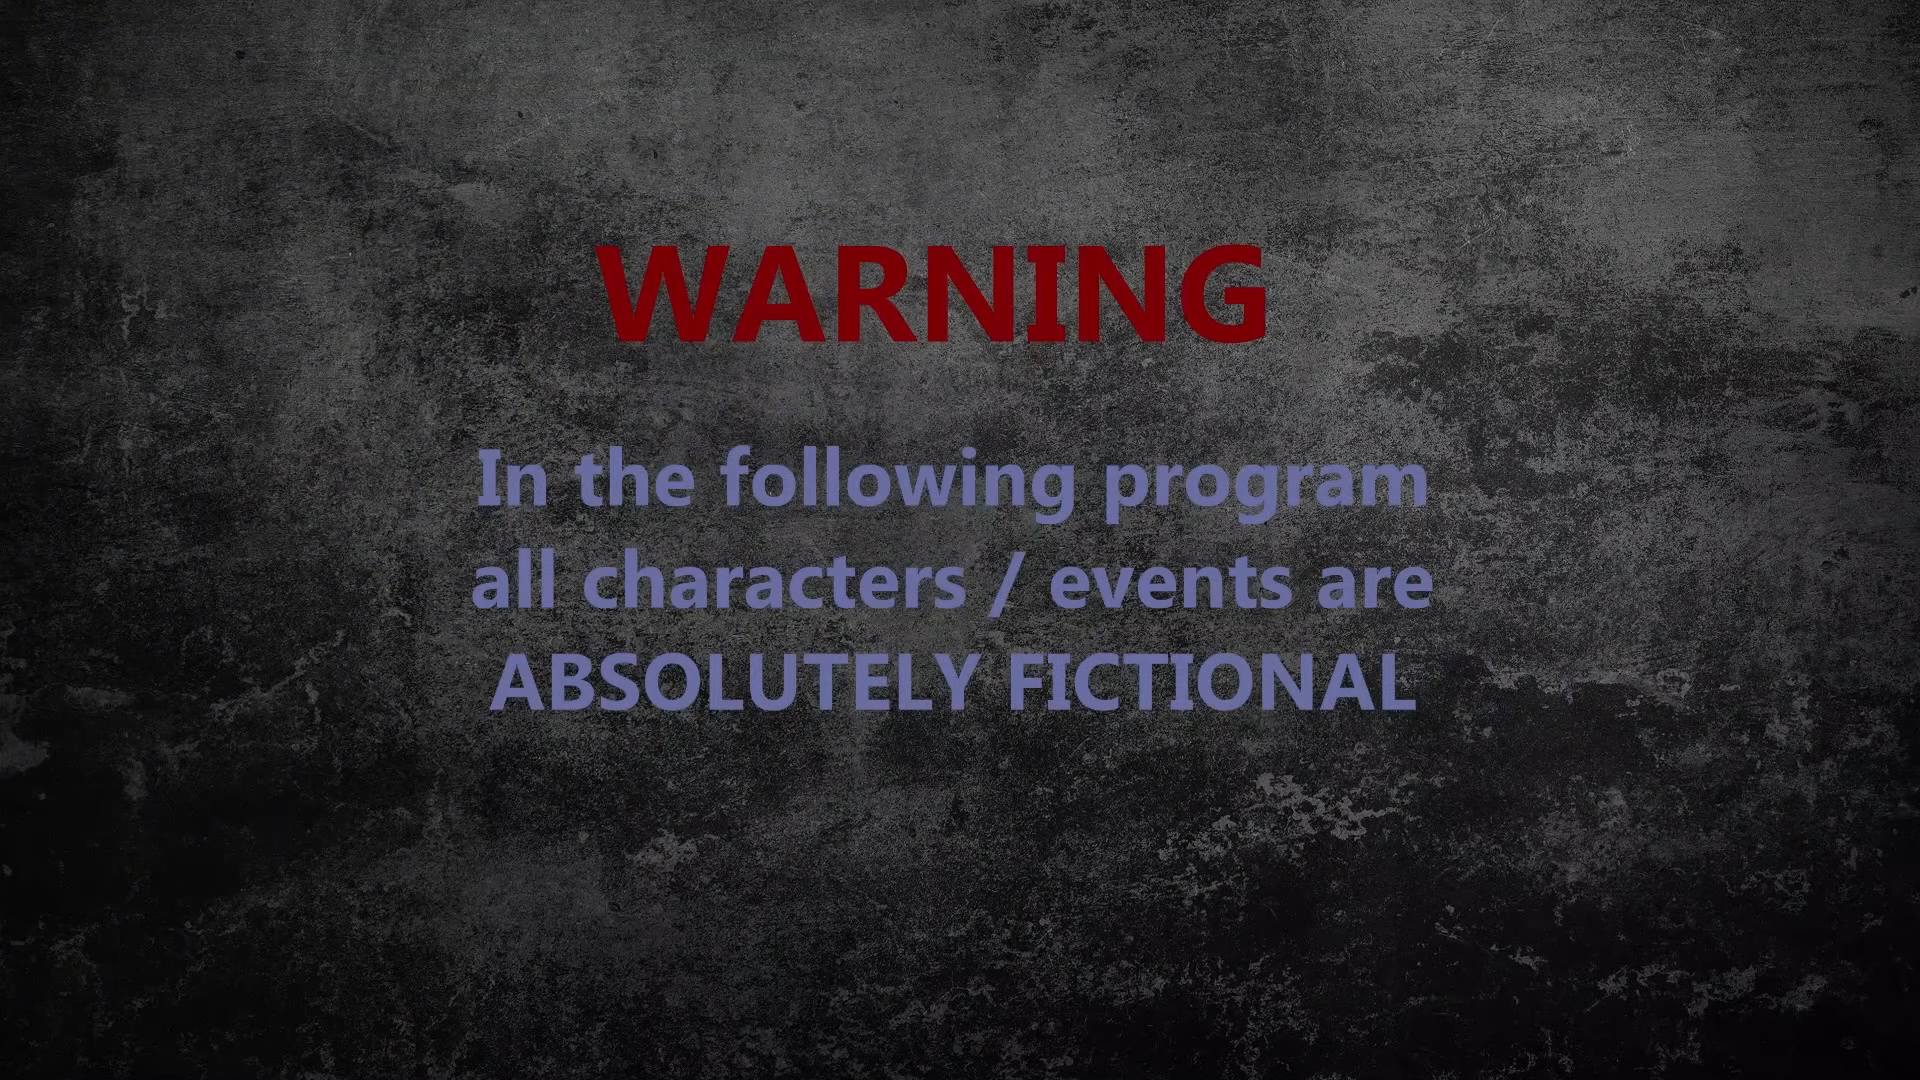 WARNING
In the following program
all characters / events are
ABSOLUTELY FICTIONAL